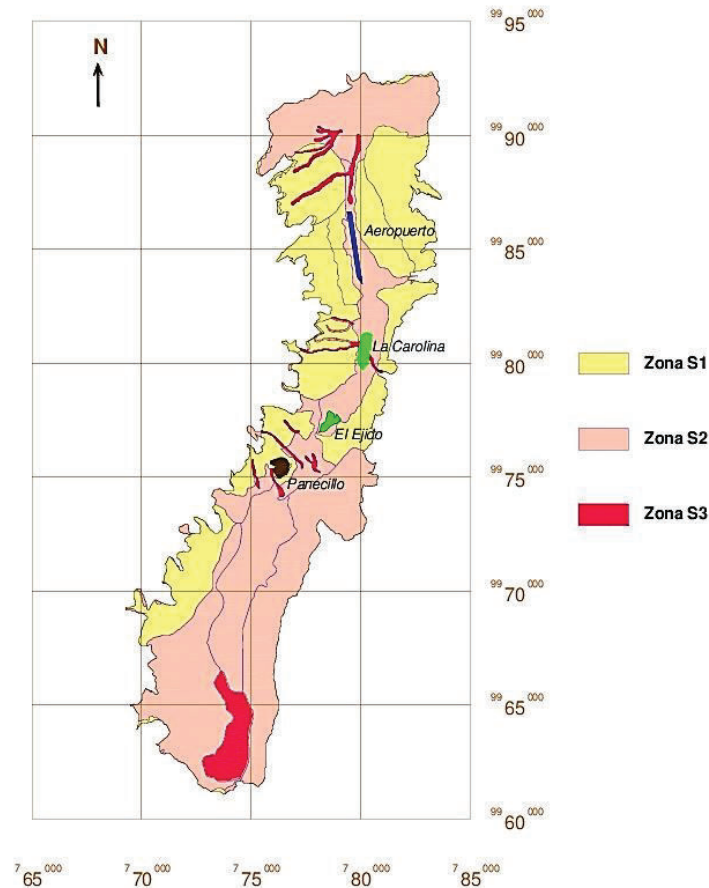 N
99 95 000
99 90 000
Aeropuerto
99 85 000
La Carolina
99 80 000
Zona S1
El Ejido
Zona S2
99 75 000
Panecillo
Zona S3
99 70 000
99 65 000
99 60 000
7 65 000 7 70 000 7 75 000 7 80 000 7 85 000